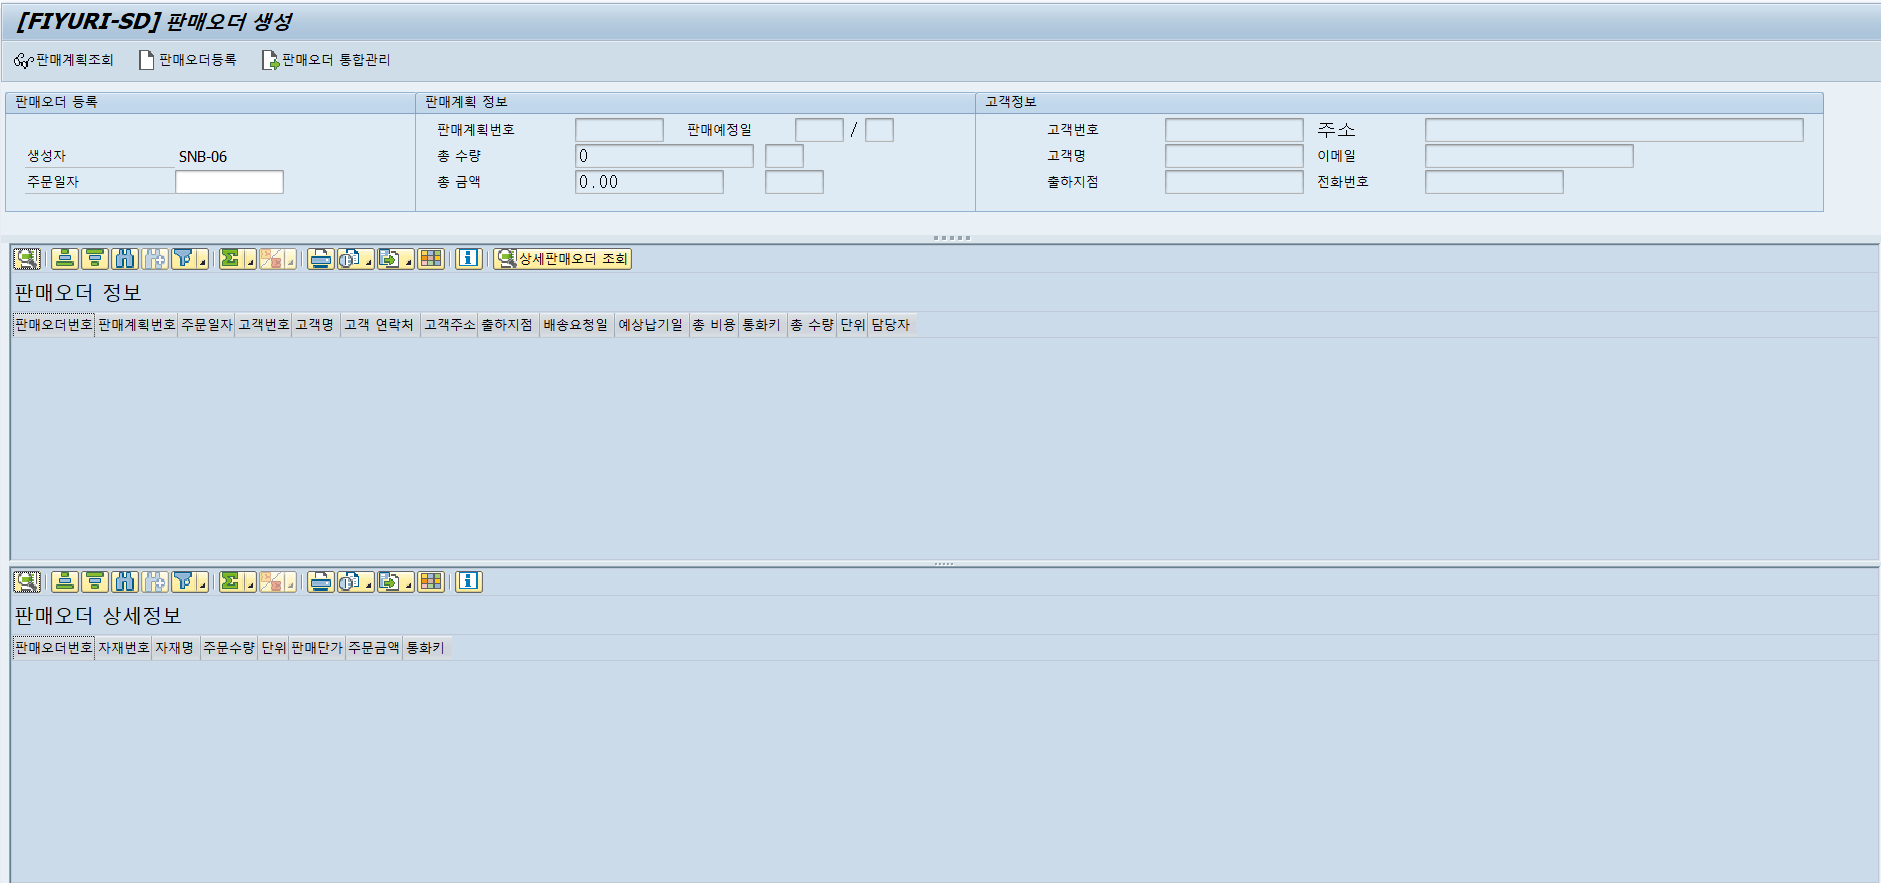 [FIYURI-SD] 판매오더 생성
판매계획조회 판매오더등록 판매오더 통합관리
판매오더 등록
생성자 SNB-06
주문일자
판매계획 정보
판매계획번호 판매예정일 /
총 수량 0
총 금액 0.00
고객정보
고객번호 주소
고객명 이메일
출하지점 전화번호
상세판매오더 조회
판매오더 정보
판매오더번호 판매계획번호 주문일자 고객번호 고객명 고객 연락처 고객주소 출하지점 배송요청일 예상납기일 총 비용 통화키 총 수량 단위 담당자
판매오더 상세정보
판매오더번호 자재번호 자재명 주문수량 단위 판매단가 주문금액 통화키